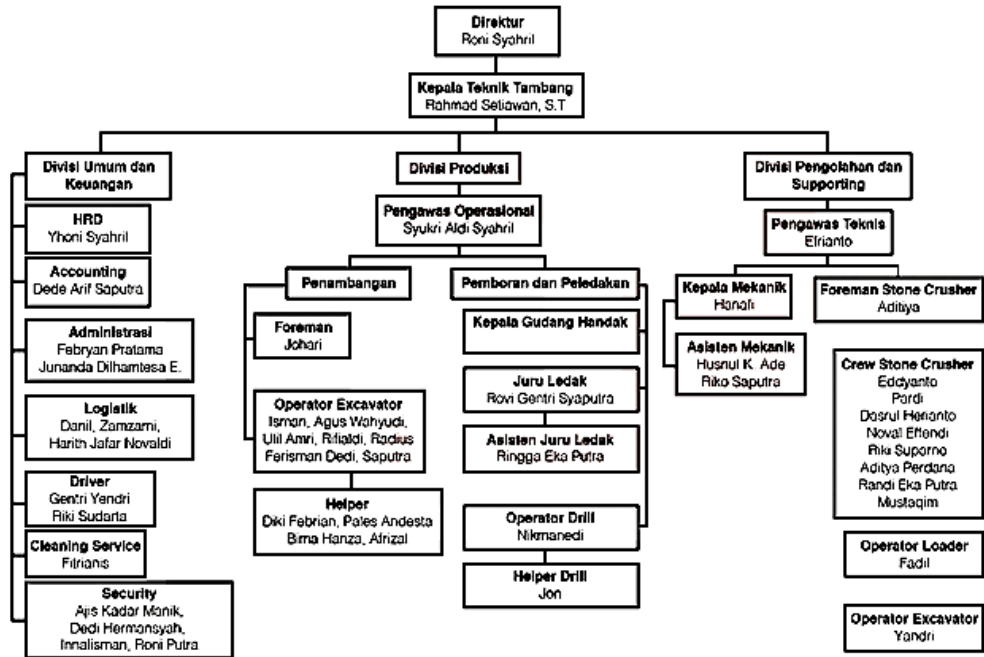 Direktur
Roni Syahril
Kepala Teknik Tambang
Rahmad Setiawan, S.T
Divisi Umum dan
Keuangan
HRD
Yhoni Syahril
Accounting
Dede Arif Saputra
Administrasi
Febryan Pratama
Junanda Dilhamtesa E.
Logistik
Danil, Zamzami,
Harith Jafar Novaldi
Driver
Gentri Yendri
Riki Sudarta
Cleaning Service
Fitrianis
Security
Ajis Kadar Manik,
Dedi Hermansyah,
Innalisman, Roni Putra
Divisi Produksi
Pengawas Operasional
Syukri Aldi Syahril
Penambangan
Foreman
Johari
Operator Excavator
Isman, Agus Wahyudi,
Ulil Amri, Rifialdi, Radius
Ferisman Dedi, Saputra
Helper
Diki Febrian, Pales Andesta
Bima Hanza, Afrizal
Pemboran dan Peledakan
Kepala Gudang Handak
Juru Ledak
Rovi Gentri Syaputra
Asisten Juru Ledak
Ringga Eka Putra
Operator Drill
Nikmanedi
Helper Drill
Jon
Divisi Pengolahan dan
Supporting
Pengawas Teknis
Efrianto
Kepala Mekanik
Hanafi
Asisten Mekanik
Husnul K. Ade
Riko Saputra
Foreman Stone Crusher
Aditiya
Crew Stone Crusher
Eddyanto
Pardi
Dasrul Herianto
Noval Effendi
Riki Suparno
Aditya Perdana
Randi Eka Putra
Mustaqim
Operator Loader
Fadil
Operator Excavator
Yandri